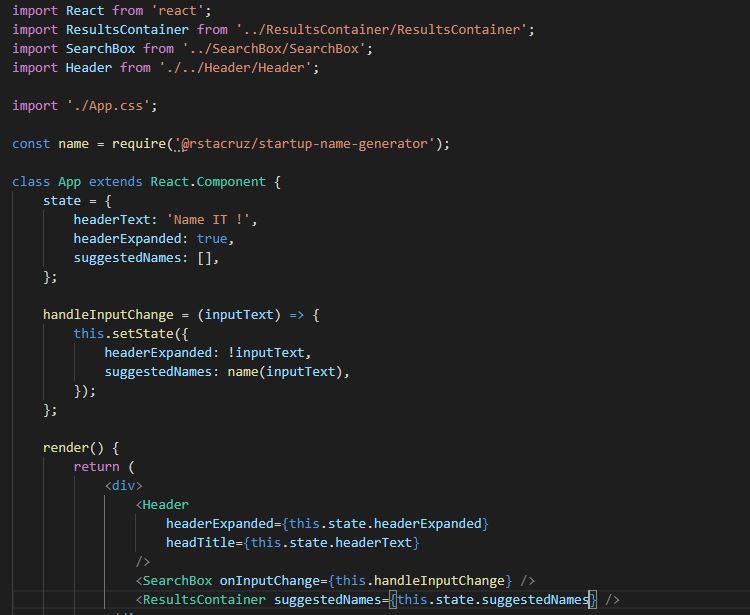 import React from 'react';
import ResultsContainer from '../ResultsContainer/ResultsContainer';
import SearchBox from '../SearchBox/SearchBox';
import Header from './../Header/Header';

import './App.css';

const name = require('@rstacruz/startup-name-generator');

class App extends React.Component {
    state = {
        headerText: 'Name IT !',
        headerExpanded: true,
        suggestedNames: [],
    };

    handleInputChange = (inputText) => {
        this.setState({
            headerExpanded: !inputText,
            suggestedNames: name(inputText),
        });
    };

    render() {
        return (
            <div>
                <Header
                    headerExpanded={this.state.headerExpanded}
                    headTitle={this.state.headerText}
                />
                <SearchBox onInputChange={this.handleInputChange} />
                <ResultsContainer suggestedNames={this.state.suggestedNames} />